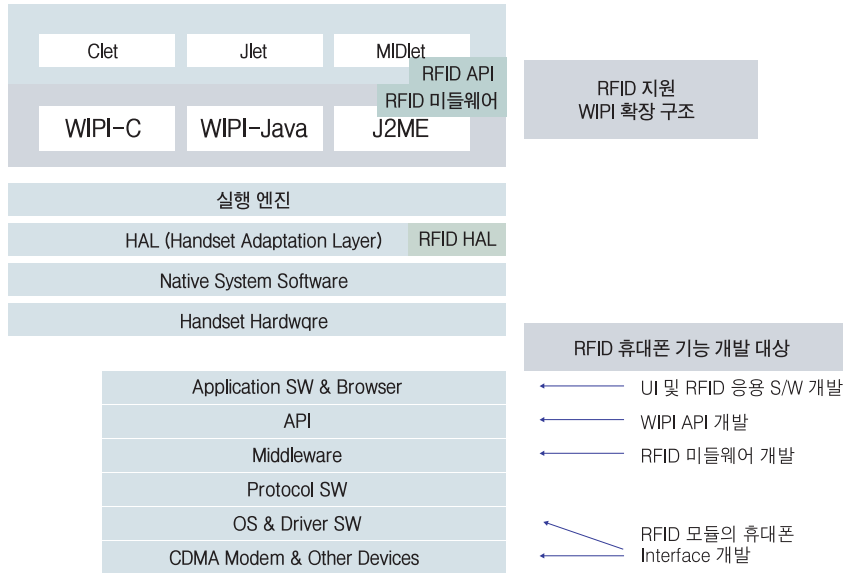 Clet
Jlet
MIDlet
RFID API
RFID 미들웨어
WIPI-C
WIPI-Java
J2ME
RFID 지원
WIPI 확장 구조
실행 엔진
HAL (Handset Adaptation Layer)
RFID HAL
Native System Software
Handset Hardwqre
RFID 휴대폰 기능 개발 대상
Application SW & Browser
UI 및 RFID 응용 S/W 개발
API
WIPI API 개발
Middleware
RFID 미들웨어 개발
Protocol SW
OS & Driver SW
RFID 모듈의 휴대폰
Interface 개발
CDMA Modem & Other Devices